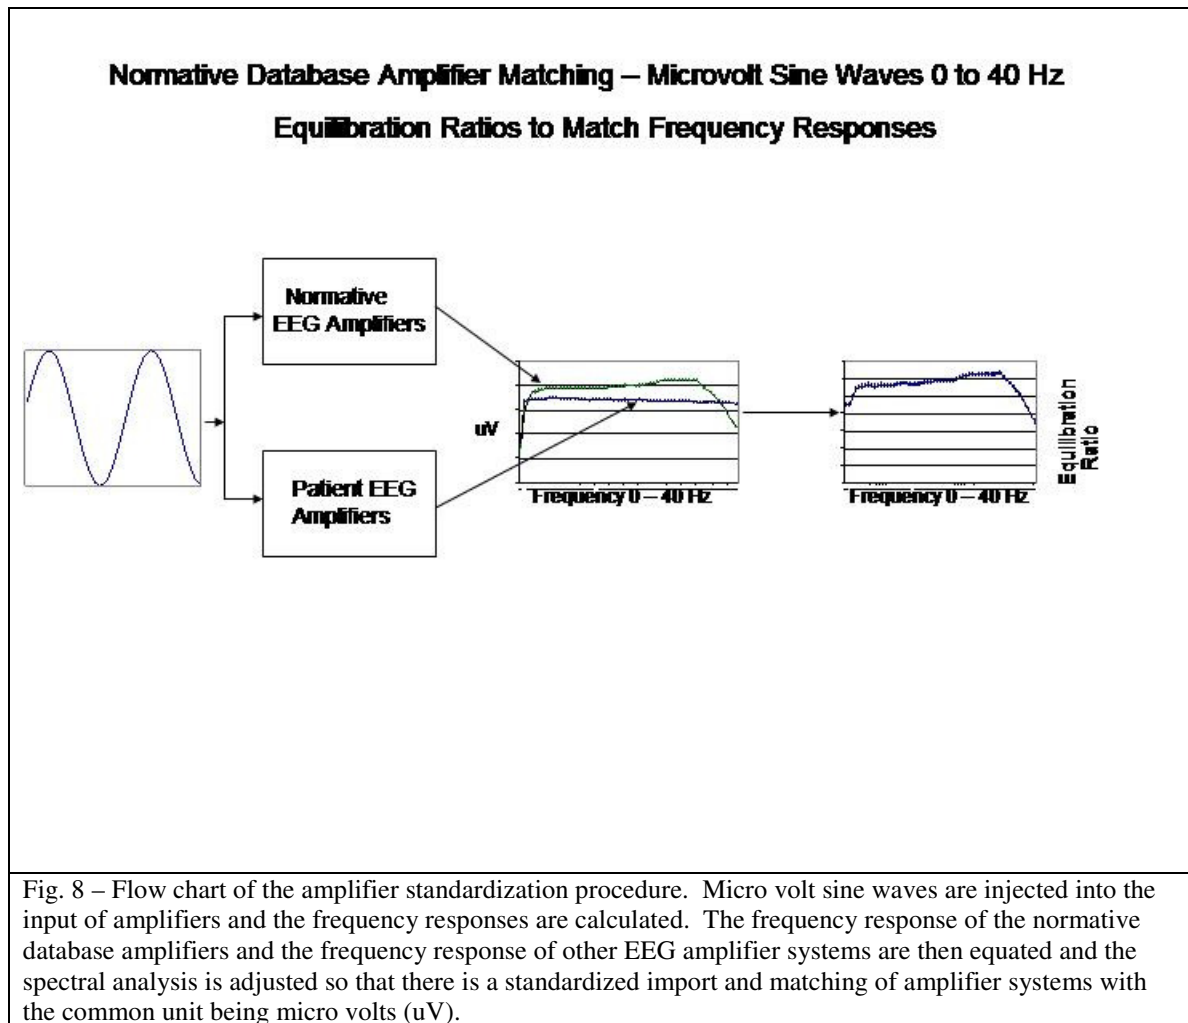 Normative Database Amplifier Matching – Microvolt Sine Waves 0 to 40 Hz
Equilibration Ratios to Match Frequency Responses
Normative
EEG Amplifiers
Patient EEG
Amplifiers
uV
Frequency 0 – 40 Hz
Frequency 0 – 40 Hz
Equilibration
Ratio
Fig. 8 – Flow chart of the amplifier standardization procedure. Micro volt sine waves are injected into the
input of amplifiers and the frequency responses are calculated. The frequency response of the normative
database amplifiers and the frequency response of other EEG amplifier systems are then equated and the
spectral analysis is adjusted so that there is a standardized import and matching of amplifier systems with
the common unit being micro volts (uV).